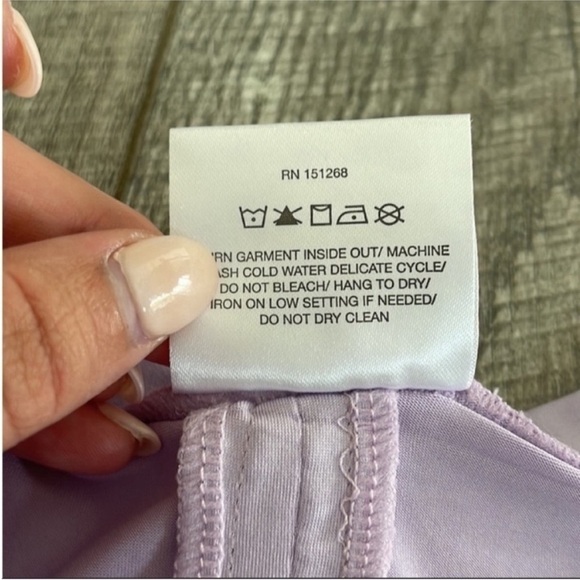 RN 151268
GARMENT INSIDE OUT/ MACHINE
COLD WATER DELICATE CYCLE/
DO NOT BLEACH/ HANG TO DRY/
IRON ON LOW SETTING IF NEEDED/
DO NOT DRY CLEAN